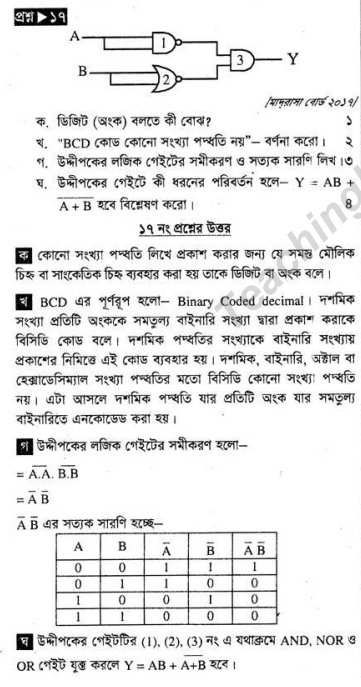 প্রশ্ন ▶ ১৭
A
1
3
Y
B
2
[মাদরাসা বোর্ড ২০১৭]
ক. ডিজিট (অংক) বলতে কী বোঝ? ১
খ. "BCD কোড কোনো সংখ্যা পদ্ধতি নয়"– বর্ণনা করো। ২
গ. উদ্দীপকের লজিক গেইটের সমীকরণ ও সত্যক সারণি লিখ। ৩
ঘ. উদ্দীপকের গেইটে কী ধরনের পরিবর্তন হলে– Y = AB +
A̅ ̅+̅ ̅B̅ হবে বিশ্লেষণ করো। 8
১৭ নং প্রশ্নের উত্তর
ক কোনো সংখ্যা পদ্ধতি লিখে প্রকাশ করার জন্য যে সমস্ত মৌলিক
চিহ্ন বা সাংকেতিক চিহ্ন ব্যবহার করা হয় তাকে ডিজিট বা অংক বলে।
খ BCD এর পূর্ণরূপ হলো– Binary Coded decimal। দশমিক
সংখ্যা প্রতিটি অংককে সমতুল্য বাইনারি সংখ্যা দ্বারা প্রকাশ করাকে
বিসিডি কোড বলে। দশমিক পদ্ধতির সংখ্যাকে বাইনারি সংখ্যায়
প্রকাশের নিমিত্তে এই কোড ব্যবহার হয়। দশমিক, বাইনারি, অক্টাল বা
হেক্সাডেসিম্যাল সংখ্যা পদ্ধতির মতো বিসিডি কোনো সংখ্যা পদ্ধতি
নয়। এটা আসলে দশমিক পদ্ধতি যার প্রতিটি অংক যার সমতুল্য
বাইনারিতে এনকোডেড করা হয়।
গ উদ্দীপকের লজিক গেইটের সমীকরণ হলো–
= A̅.̅A̅. B̅.̅B̅
= A̅ B̅
A̅ B̅ এর সত্যক সারণি হচ্ছে–
A B A̅ B̅ A̅ B̅
0 0 1 1 1
0 1 1 0 0
1 0 0 1 0
1 1 0 0 0
ঘ উদ্দীপকের গেইটটির (1), (2), (3) নং এ যথাক্রমে AND, NOR ও
OR গেইট যুক্ত করলে Y = AB + A̅+̅B̅ হবে।